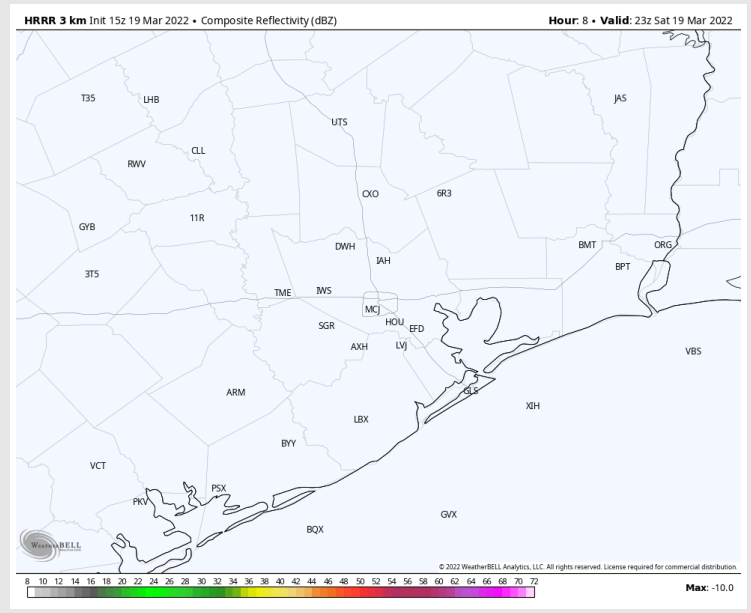 HRRR 3 km Init 15z 19 Mar 2022 • Composite Reflectivity (dBZ)
Hour: 8 • Valid: 23z Sat 19 Mar 2022
T35
LHB
JAS
UTS
CLL
RWV
CXO
6R3
11R
GYB
DWH
BMT
ORG
IAH
BPT
3T5
TME
IWS
MCJ
SGR
HOU
EFD
AXH
LVJ
VBS
ARM
GLS
XIH
LBX
BYY
VCT
PSX
PKV
GVX
BQX
WEATHERBELL
© 2022 WeatherBELL Analytics, LLC. All rights reserved. License required for commercial distribution.
8 10 12 14 16 18 20 22 24 26 28 30 32 34 36 38 40 42 44 46 48 50 52 54 56 58 60 62 64 66 68 70 72
Max: -10.0